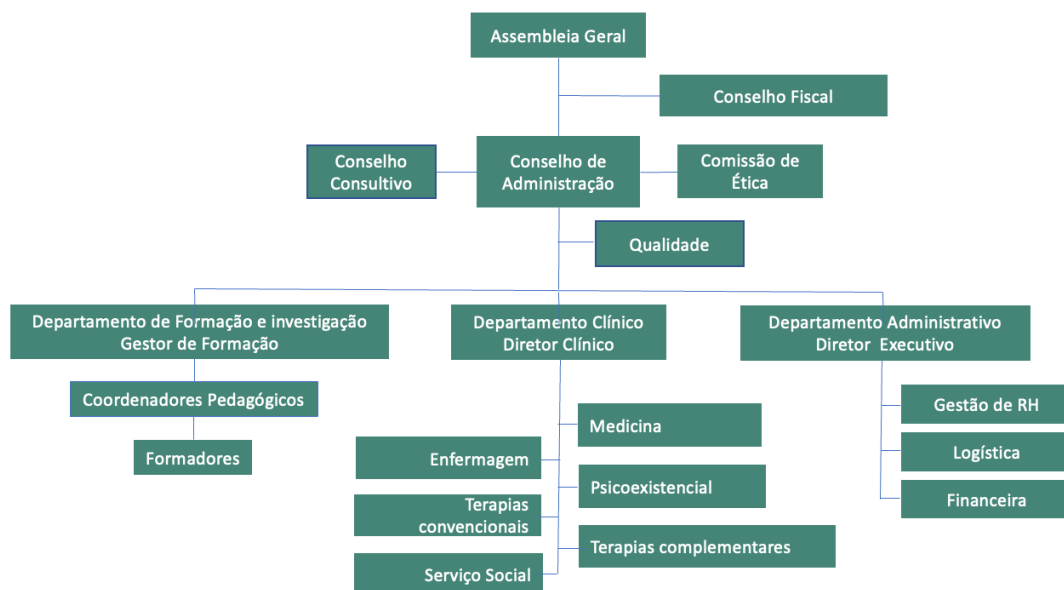 Assembleia Geral
Conselho Fiscal
Conselho
Consultivo
Conselho de
Administração
Comissão de
Ética
Qualidade
Departamento de Formação e investigação
Gestor de Formação
Departamento Clínico
Diretor Clínico
Departamento Administrativo
Diretor Executivo
Coordenadores Pedagógicos
Formadores
Medicina
Enfermagem
Psicoexistencial
Terapias
convencionais
Terapias complementares
Serviço Social
Gestão de RH
Logística
Financeira